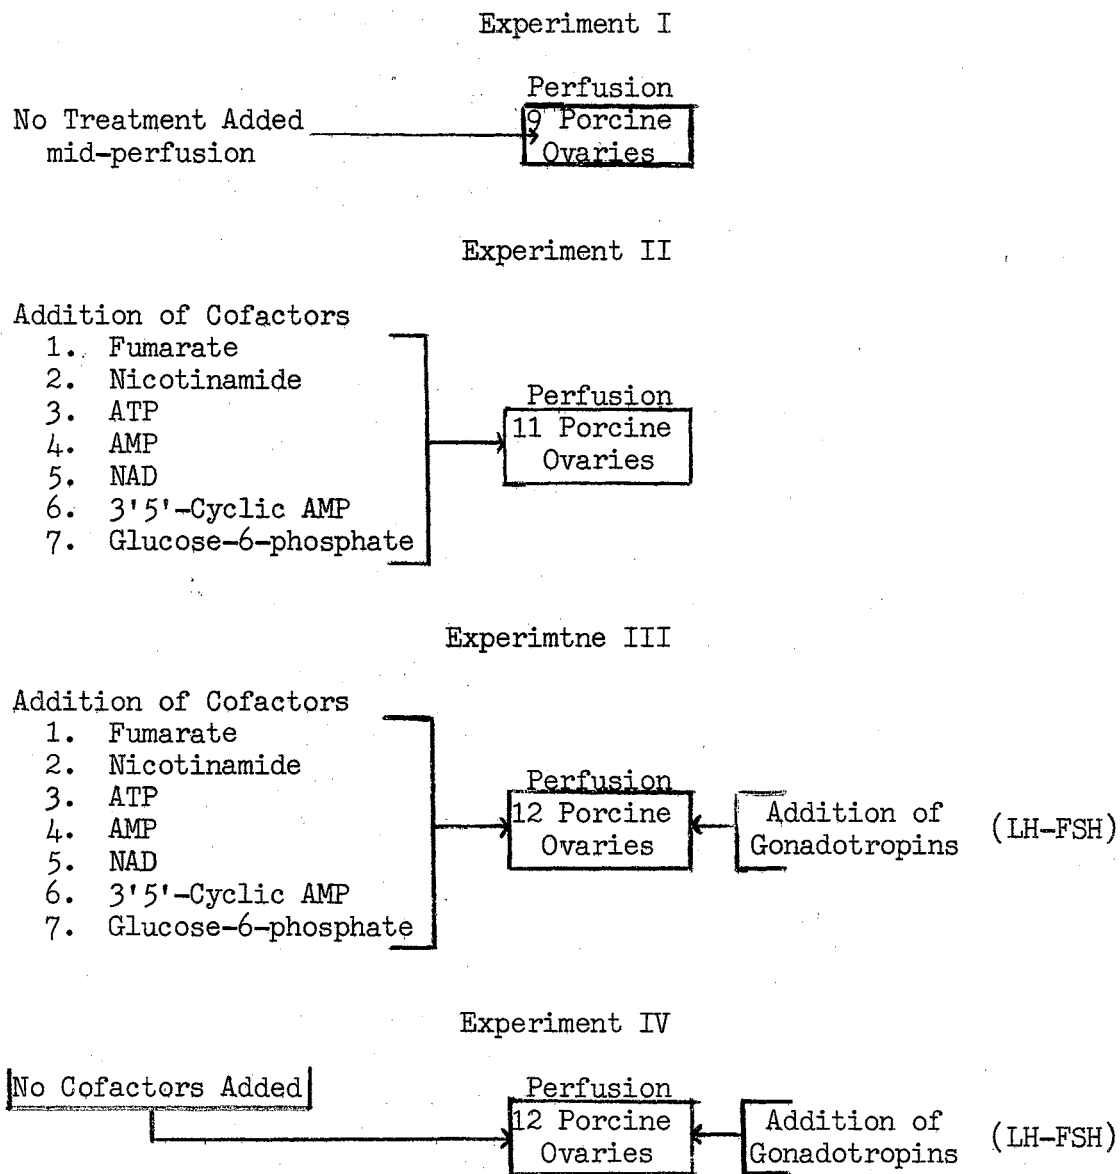 Experiment I
Perfusion
No Treatment Added
mid-perfusion
9 Porcine
Ovaries
Experiment II
Addition of Cofactors
1. Fumarate
2. Nicotinamide
3. ATP
4. AMP
5. NAD
6. 3'5'-Cyclic AMP
7. Glucose-6-phosphate
Perfusion
11 Porcine
Ovaries
Experimtne III
Addition of Cofactors
1. Fumarate
2. Nicotinamide
3. ATP
4. AMP
5. NAD
6. 3'5'-Cyclic AMP
7. Glucose-6-phosphate
Perfusion
12 Porcine
Ovaries
Addition of
Gonadotropins
(LH-FSH)
Experiment IV
No Cofactors Added
Perfusion
12 Porcine
Ovaries
Addition of
Gonadotropins
(LH-FSH)